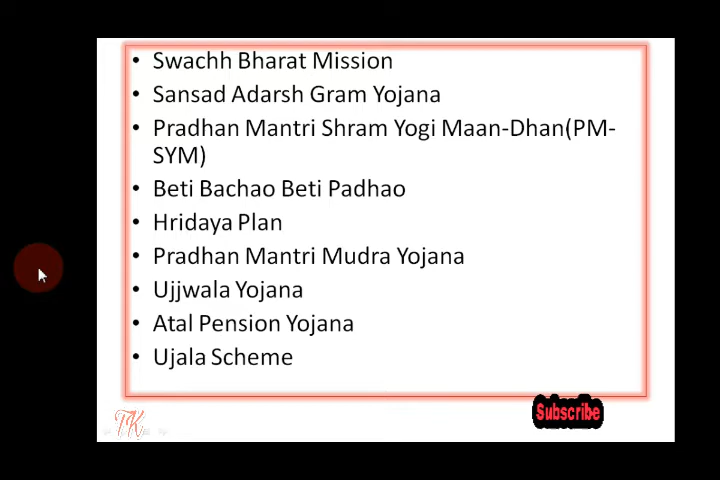 • Swachh Bharat Mission
• Sansad Adarsh Gram Yojana
• Pradhan Mantri Shram Yogi Maan-Dhan(PM-
SYM)
• Beti Bachao Beti Padhao
• Hridaya Plan
• Pradhan Mantri Mudra Yojana
• Ujjwala Yojana
• Atal Pension Yojana
• Ujala Scheme
Subscribe
TK